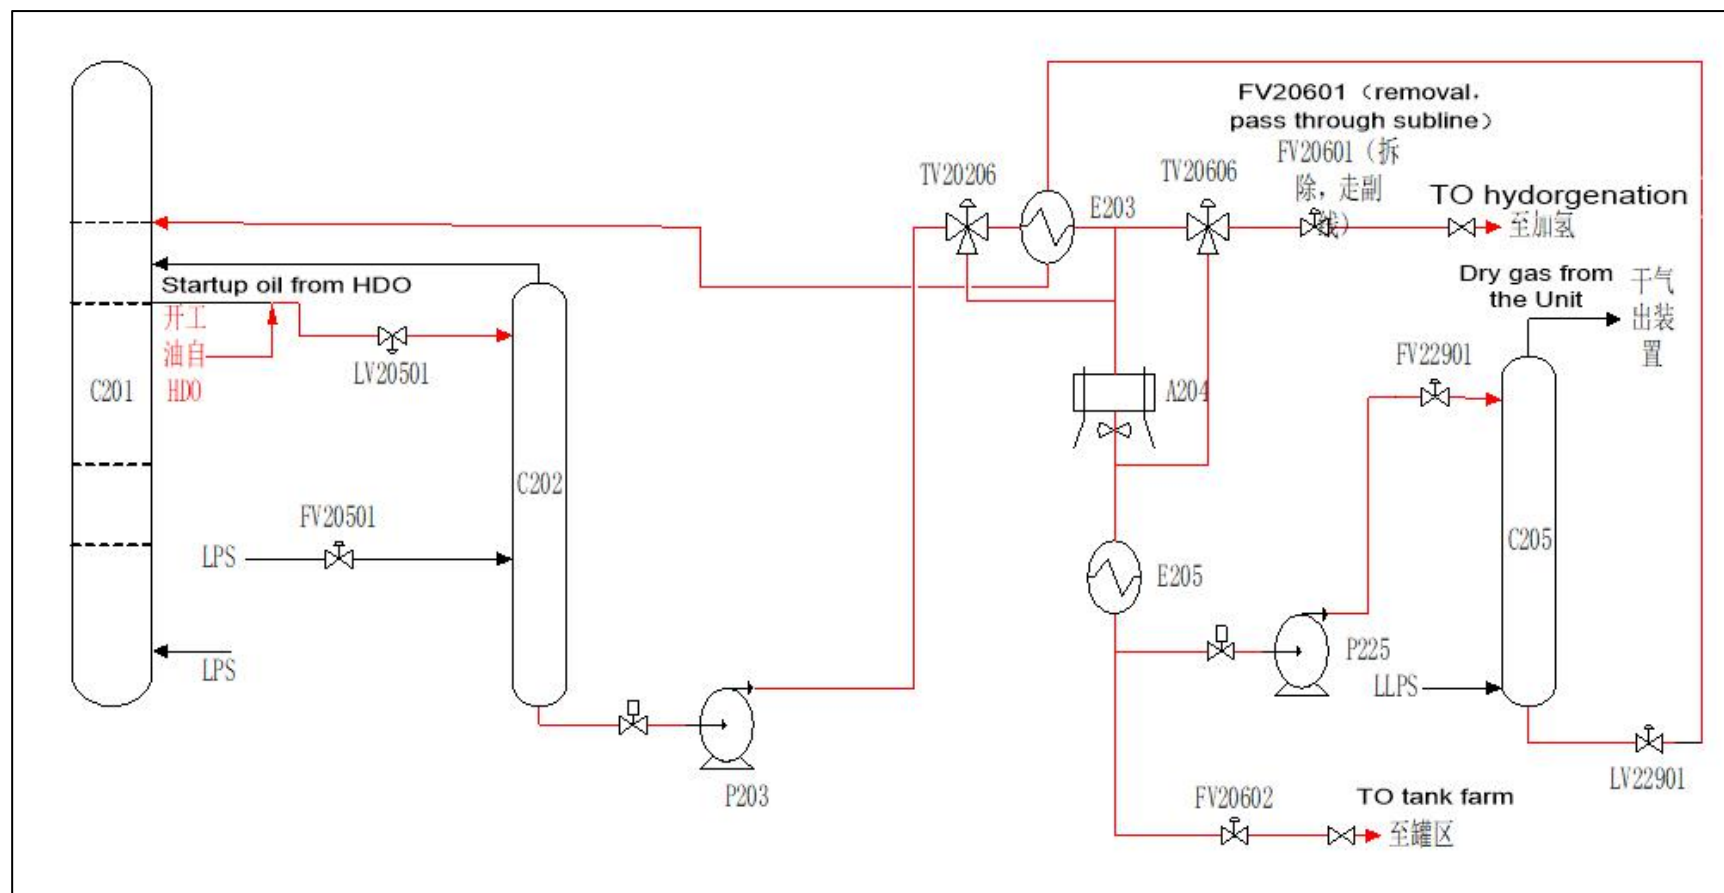 FV20601（removal，
pass through subline）
FV20601（拆
除，走副
线）
TV20206
TV20606
E203
TO hydorgenation
至加氢
Startup oil from HDO
开工
油自
HDO
LV20501
C201
Dry gas from
the Unit
干气
出装
置
FV22901
A204
C202
FV20501
LPS
LPS
E205
C205
P225
LLPS
P203
FV20602
TO tank farm
至罐区
LV22901